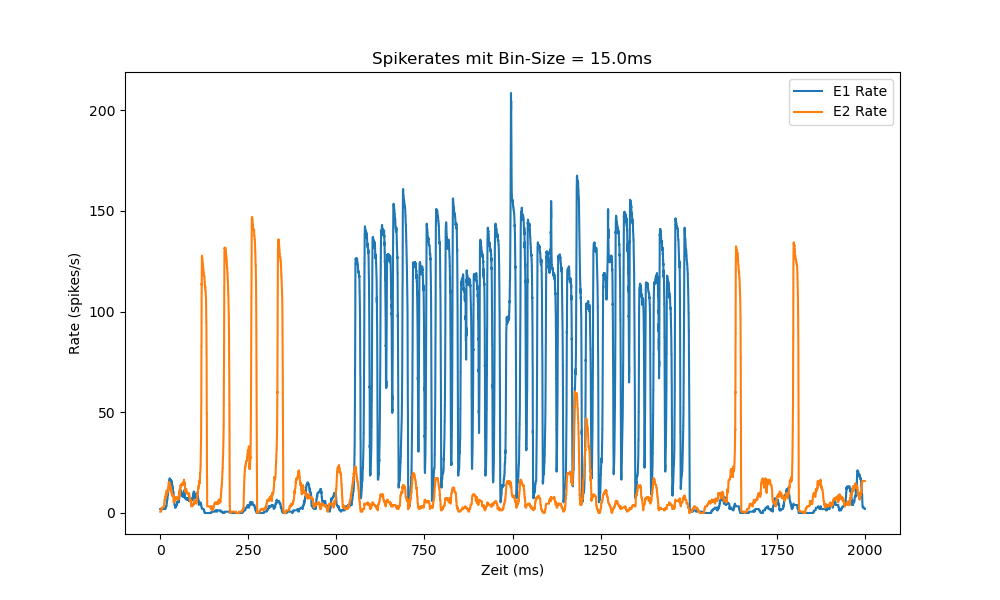 Spikerates mit Bin-Size = 15.0ms
E1 Rate
E2 Rate
Rate (spikes/s)
200
150
100
50
0
0 250 500 750 1000 1250 1500 1750 2000
Zeit (ms)